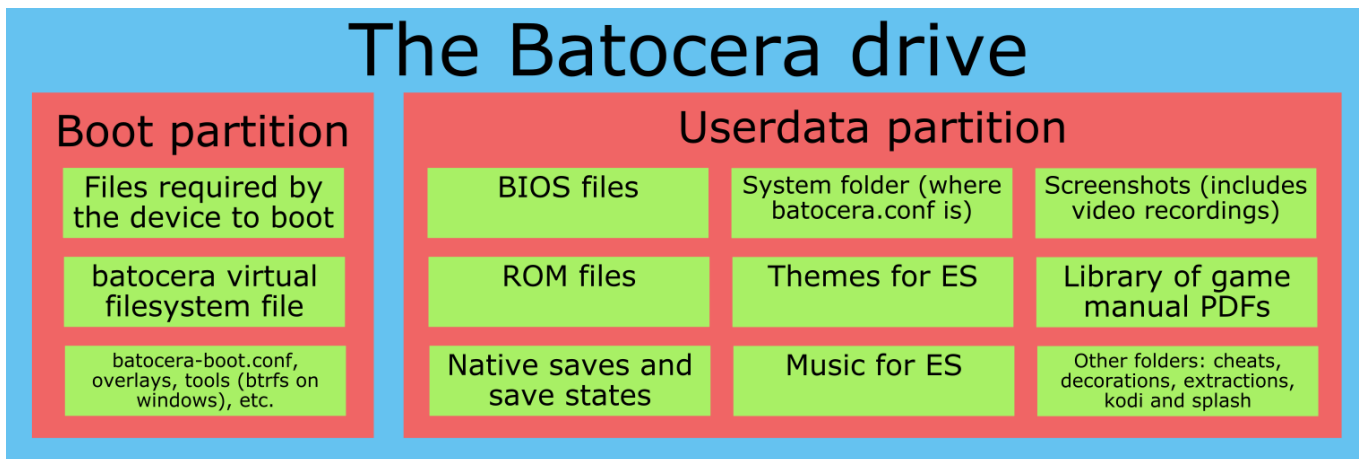 The Batocera drive
Boot partition
Files required by
the device to boot
batocera virtual
filesystem file
batocera-boot.conf,
overlays, tools (btrfs on
windows), etc.
Userdata partition
BIOS files
System folder (where
batocera.conf is)
Screenshots (includes
video recordings)
ROM files
Themes for ES
Library of game
manual PDFs
Native saves and
save states
Music for ES
Other folders: cheats,
decorations, extractions,
kodi and splash